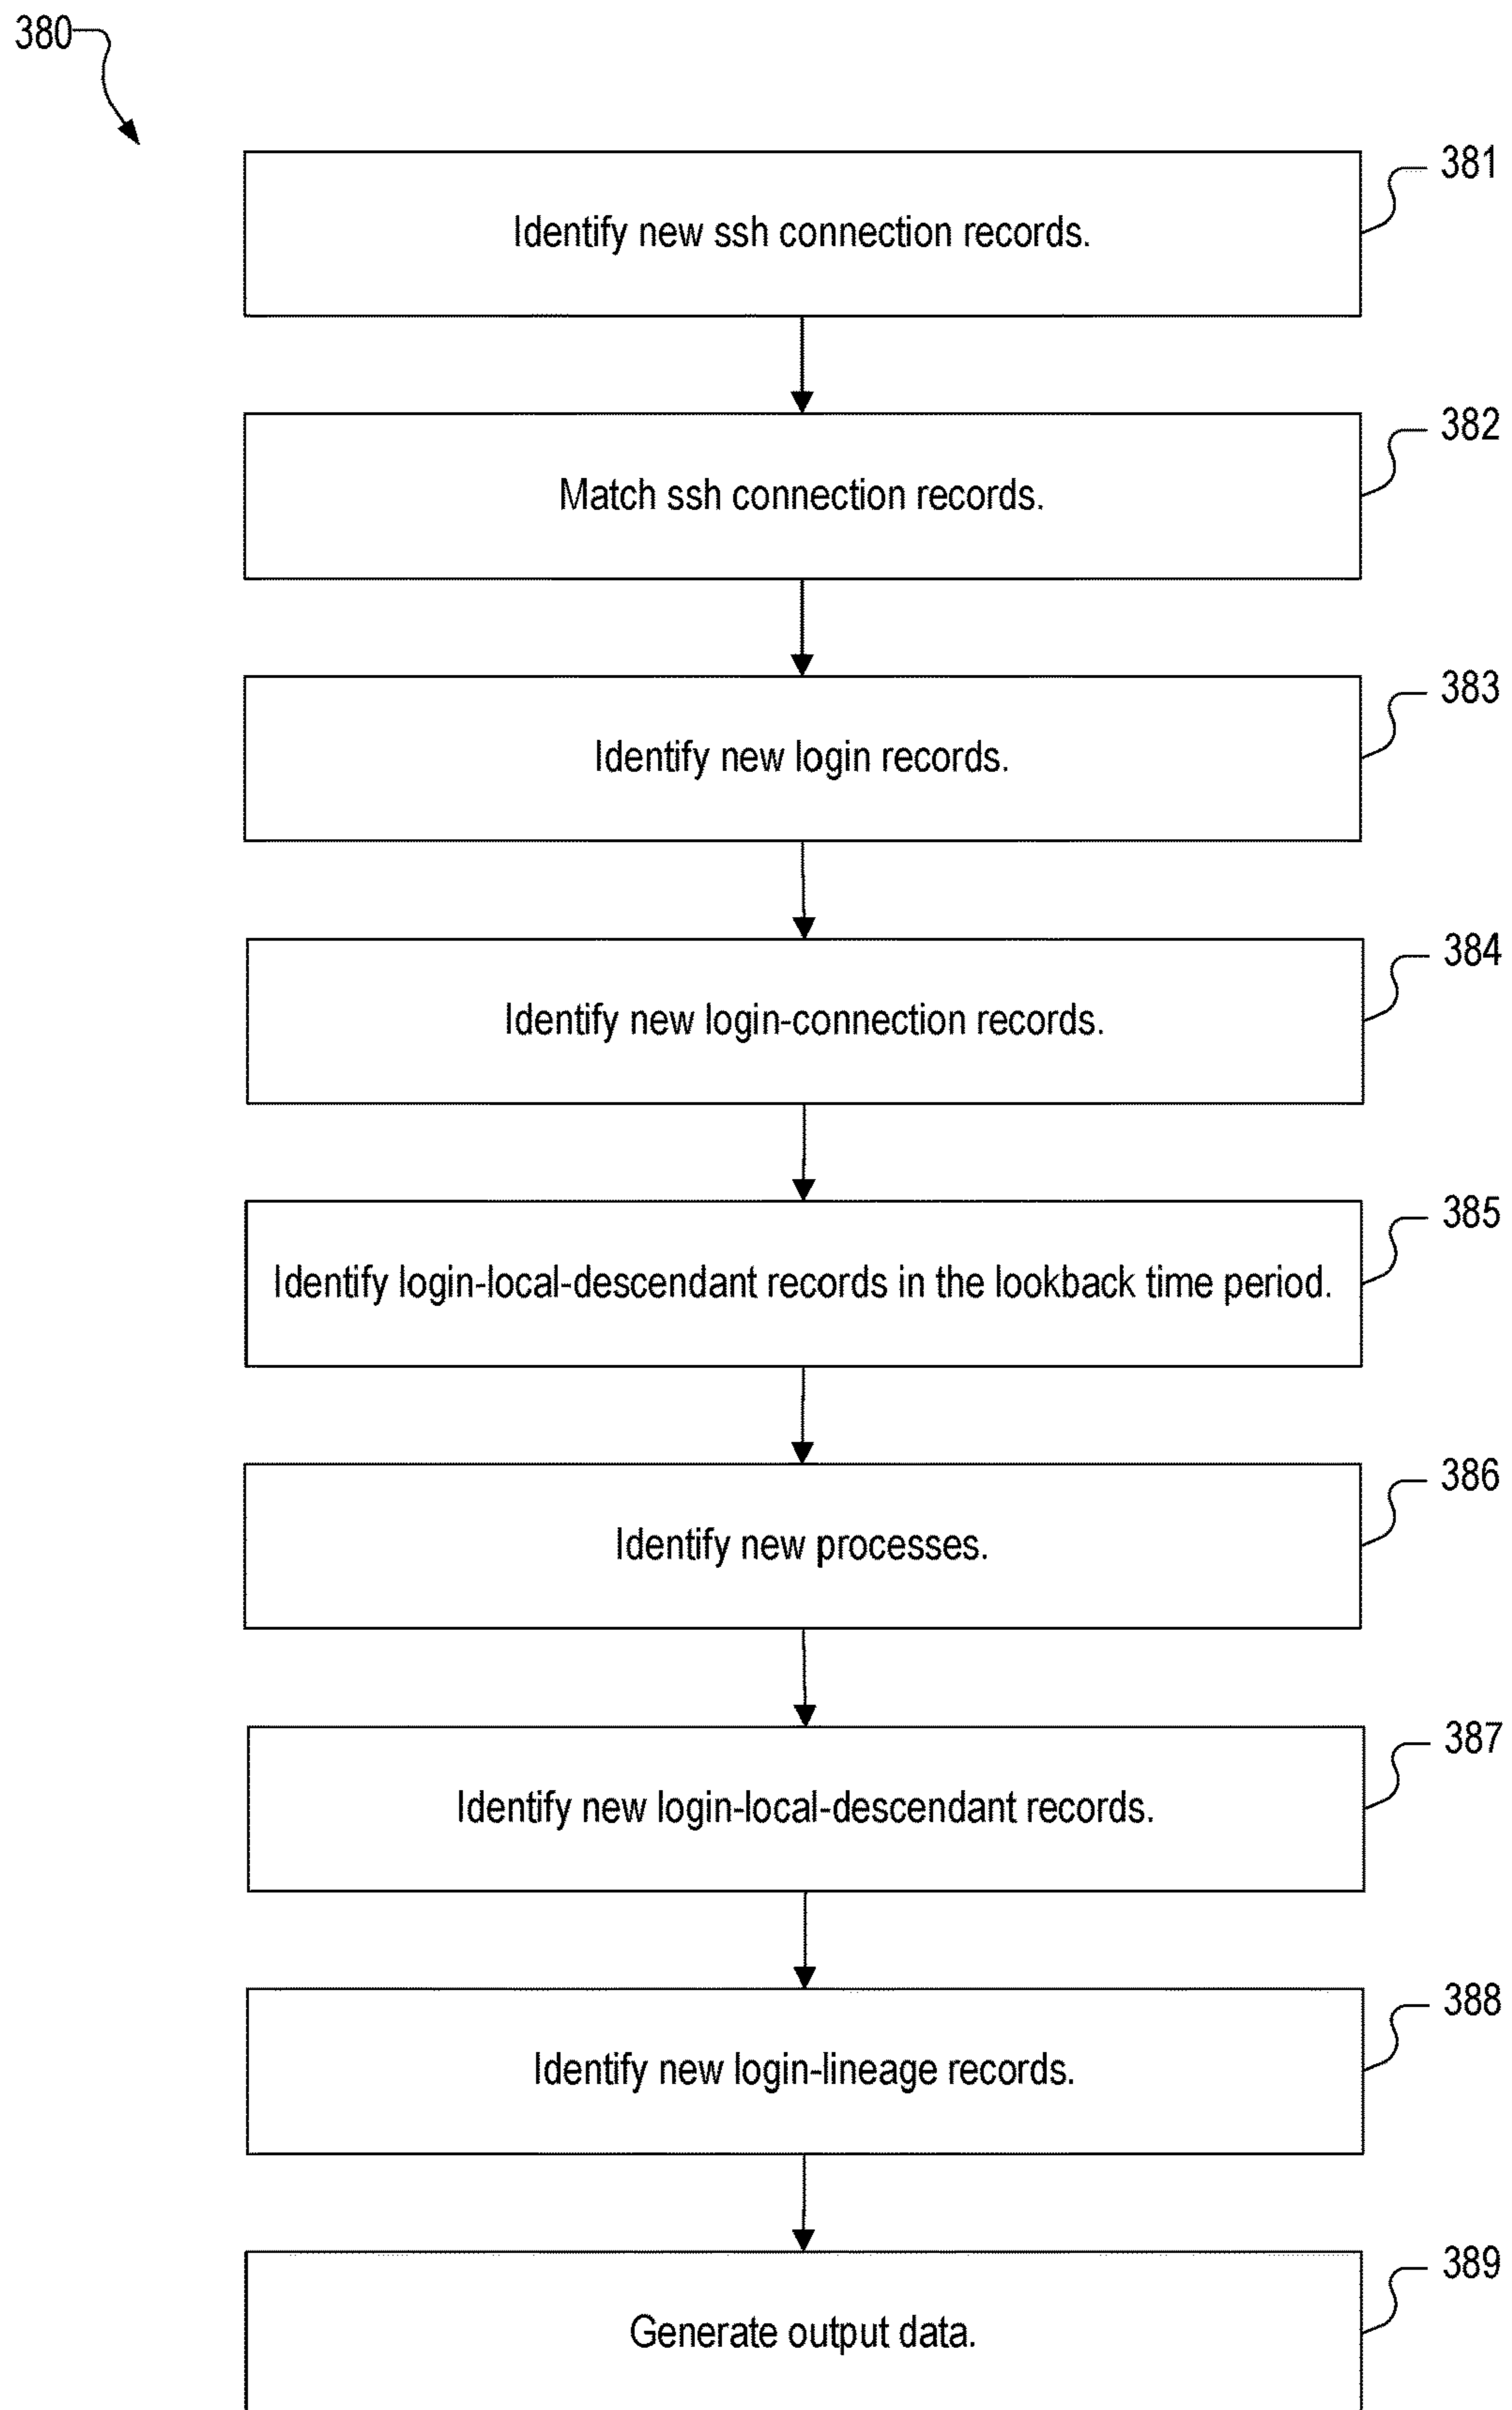 380
381
Identify new ssh connection records.
382
Match ssh connection records.
383
Identify new login records.
384
Identify new login-connection records.
385
Identify login-local-descendant records in the lookback time period.
386
Identify new processes.
387
Identify new login-local-descendant records.
388
Identify new login-lineage records.
389
Generate output data.